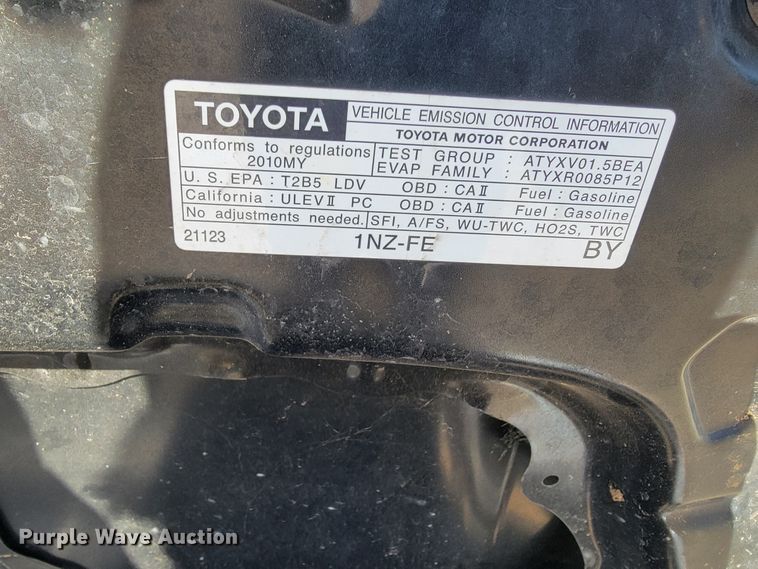 TOYOTA VEHICLE EMISSION CONTROL INFORMATION
TOYOTA MOTOR CORPORATION
Conforms to regulations
2010MY
TEST GROUP : ATYXV01.5BEA
EVAP FAMILY : ATYXR0085P12
U. S. EPA : T2B5 LDV OBD : CAⅡ Fuel : Gasoline
California : ULEVⅡ PC OBD : CAⅡ Fuel : Gasoline
No adjustments needed. SFI, A/FS, WU-TWC, HO2S, TWC
21123 1NZ-FE BY
Purple Wave Auction